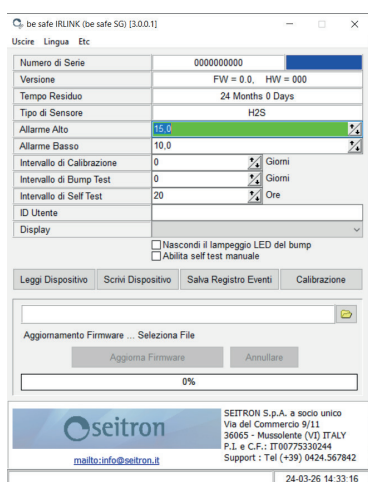 be safe IRLINK (be safe SG) [3.0.0.1]
Uscire Lingua Etc
Numero di Serie 0000000000
Versione FW = 0.0, HW = 000
Tempo Residuo 24 Months 0 Days
Tipo di Sensore H2S
Allarme Alto 15,0
Allarme Basso 10,0
Intervallo di Calibrazione 0 Giorni
Intervallo di Bump Test 0 Giorni
Intervallo di Self Test 20 Ore
ID Utente
Display
Nascondi il lampeggio LED del bump
Abilita self test manuale
Leggi Dispositivo Scrivi Dispositivo Salva Registro Eventi Calibrazione
Aggiornamento Firmware ... Seleziona File
Aggiorna Firmware Annullare
0%
seitron
mailto:info@seitron.it
SEITRON S.p.A. a socio unico
Via del Commercio 9/11
36065 - Mussolente (VI) ITALY
P.I. e C.F.: IT00775330244
Support : Tel (+39) 0424.567842
24-03-26 14:33:16